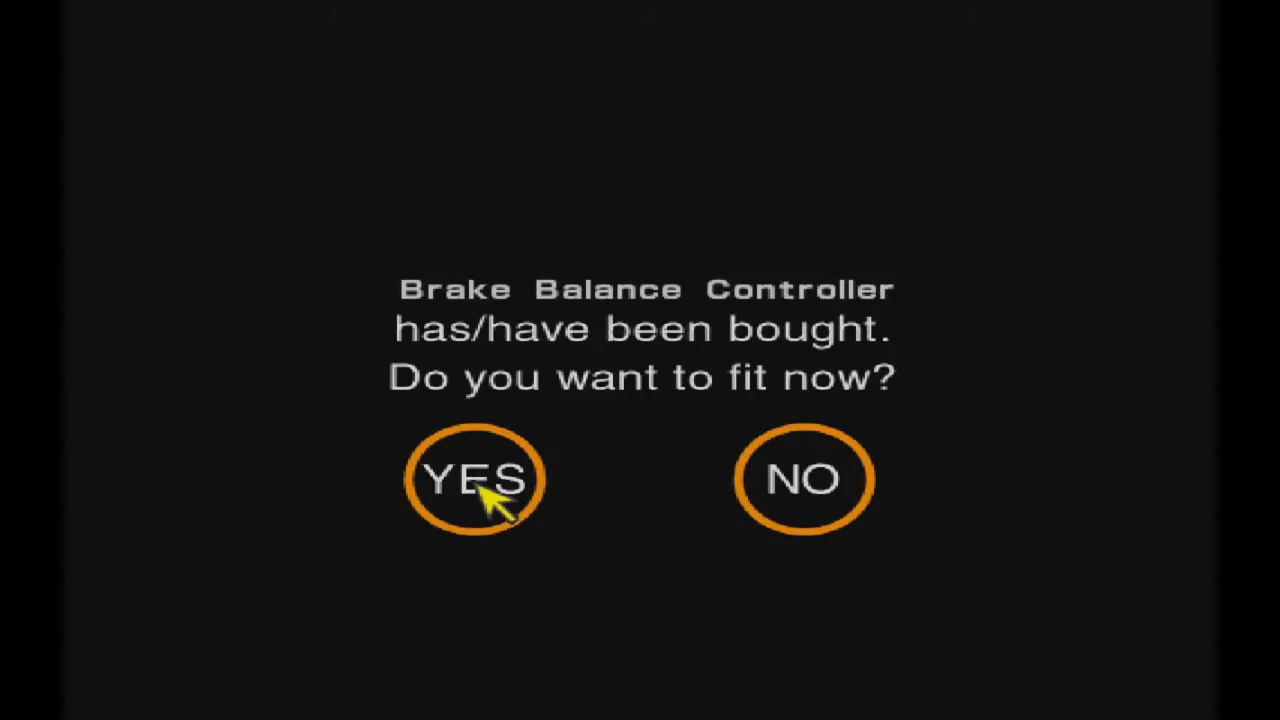 Brake Balance Controller
has/have been bought.
Do you want to fit now?
YES NO